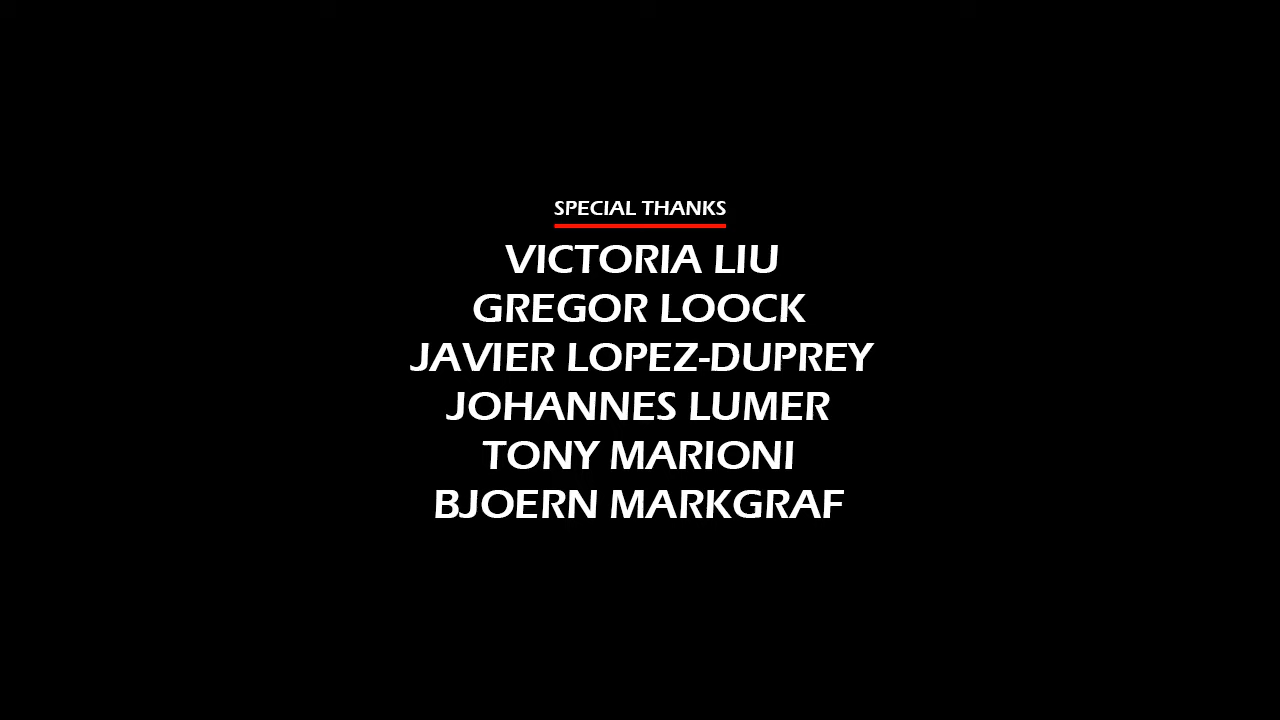 SPECIAL THANKS
VICTORIA LIU
GREGOR LOOCK
JAVIER LOPEZ-DUPREY
JOHANNES LUMER
TONY MARIONI
BJOERN MARKGRAF